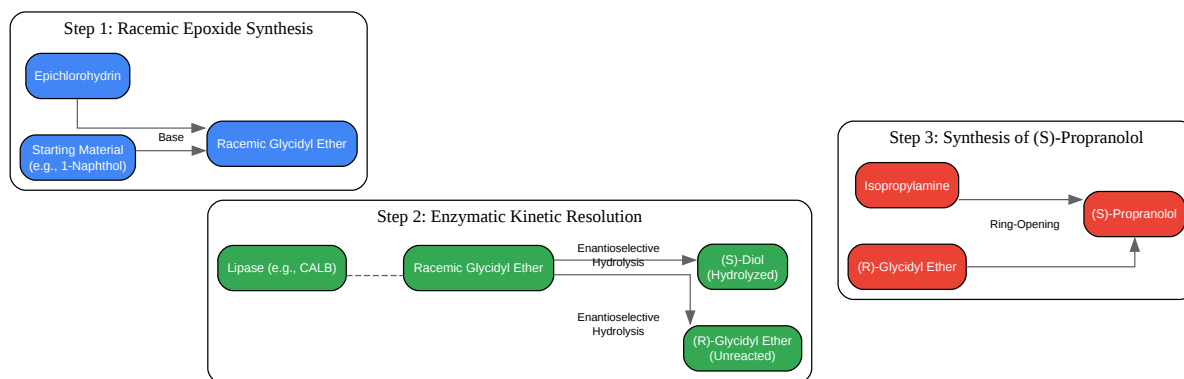 Step 1: Racemic Epoxide Synthesis
Epichlorohydrin
Base
Racemic Glycidyl Ether
Starting Material
(e.g., 1-Naphthol)
Step 2: Enzymatic Kinetic Resolution
Lipase (e.g., CALB)
Racemic Glycidyl Ether
Enantioselective
Hydrolysis
(S)-Diol
(Hydrolyzed)
Enantioselective
Hydrolysis
(R)-Glycidyl Ether
(Unreacted)
Step 3: Synthesis of (S)-Propranolol
Isopropylamine
Ring-Opening
(S)-Propranolol
(R)-Glycidyl Ether